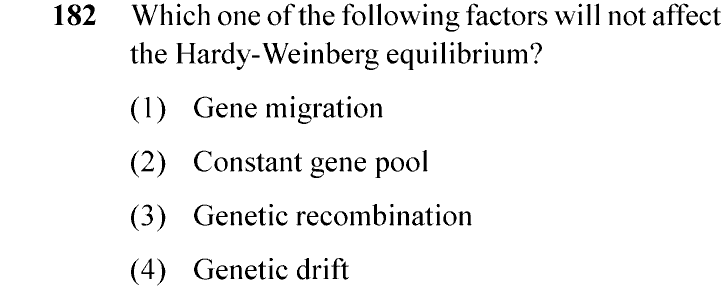 182 Which one of the following factors will not affect
the Hardy-Weinberg equilibrium?
(1) Gene migration
(2) Constant gene pool
(3) Genetic recombination
(4) Genetic drift